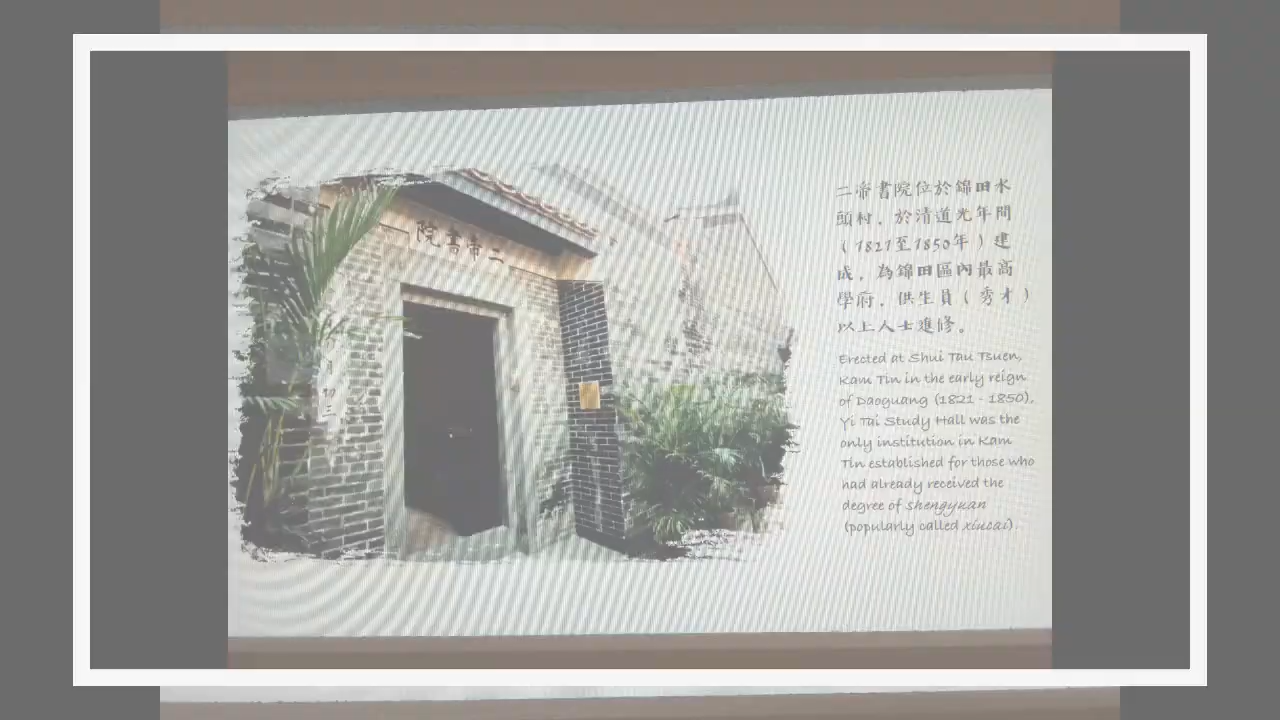 院書帝二
二帝書院位於錦田水
頭村，於清道光年間
（1821至1850年）建
成，為錦田區內最高
學府，供生員（秀才）
以上人士進修。
Erected at Shui Tau Tsuen,
Kam Tin in the early reign
of Daoguang (1821 - 1850),
Yi Tai Study Hall was the
only institution in Kam
Tin established for those who
had already received the
degree of shengyuan
(popularly called xiucai)